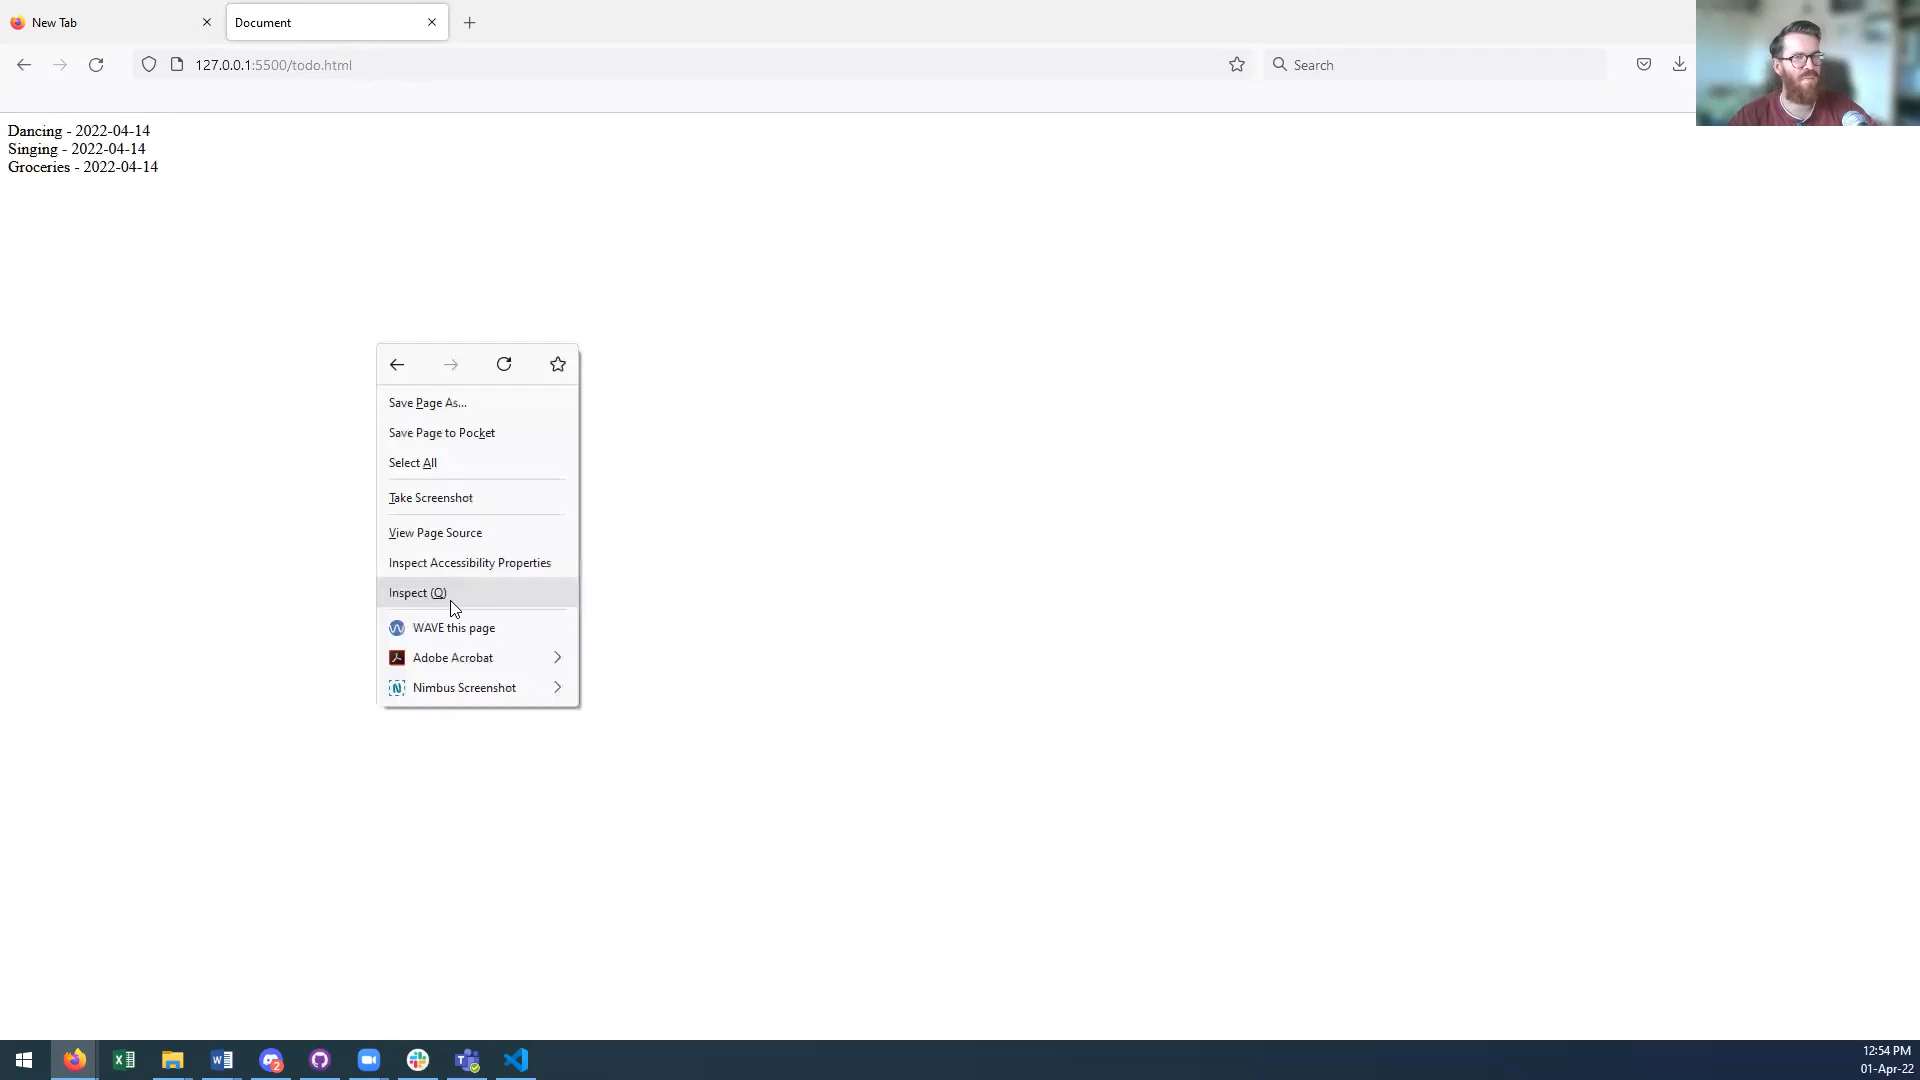 New Tab
Document
127.0.0.1:5500/todo.html
Search
Dancing - 2022-04-14
Singing - 2022-04-14
Groceries - 2022-04-14
Save Page As...
Save Page to Pocket
Select All
Take Screenshot
View Page Source
Inspect Accessibility Properties
Inspect (Q)
WAVE this page
Adobe Acrobat
Nimbus Screenshot
2
12:54 PM
01-Apr-22